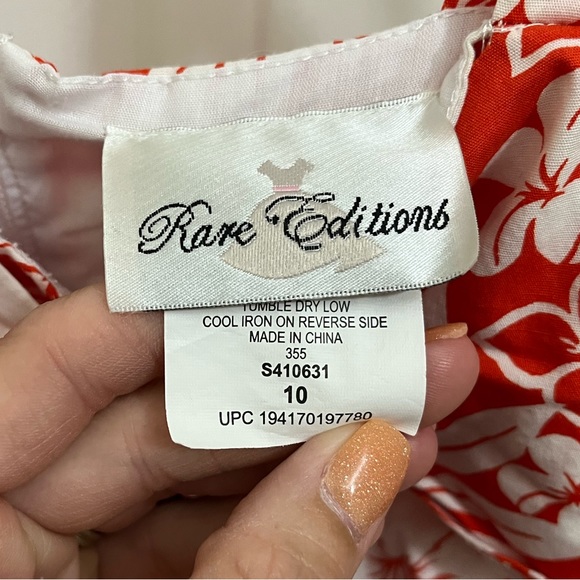 Rare Editions
TUMBLE DRY LOW
COOL IRON ON REVERSE SIDE
MADE IN CHINA
355
S410631
10
UPC 194170197780